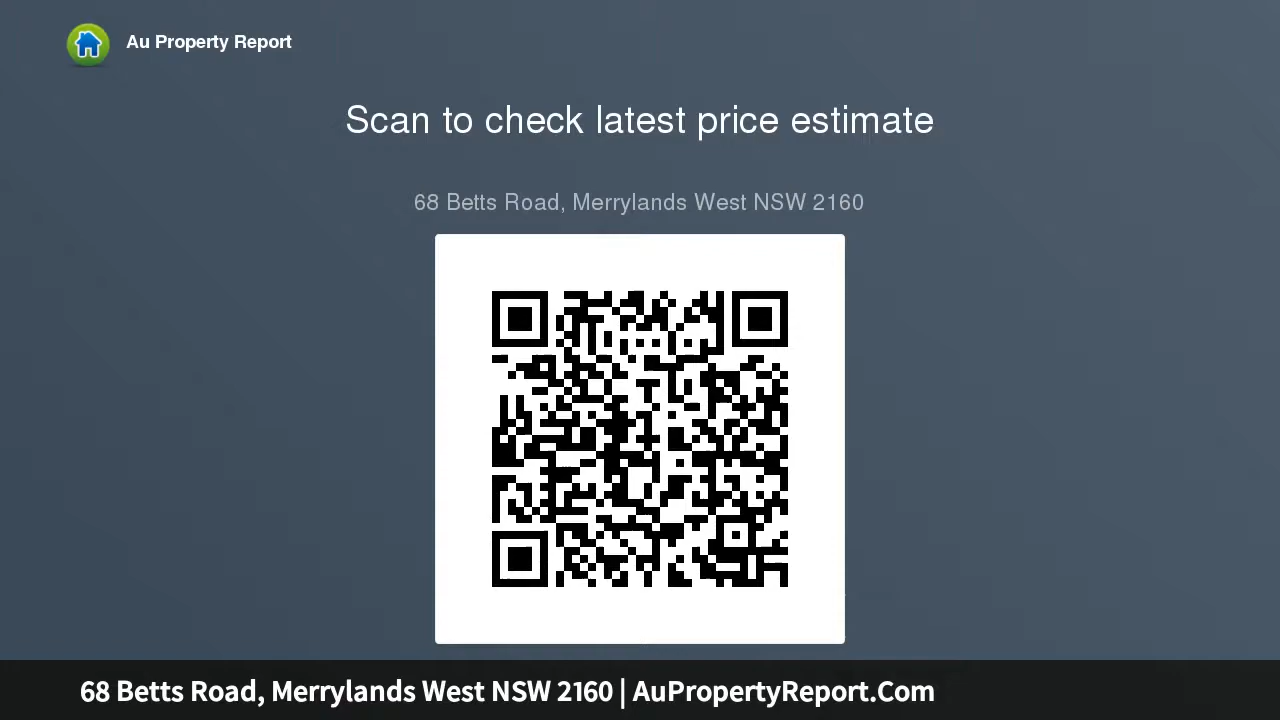 Au Property Report
Scan to check latest price estimate
68 Betts Road, Merrylands West NSW 2160
68 Betts Road, Merrylands West NSW 2160 | AuPropertyReport.Com